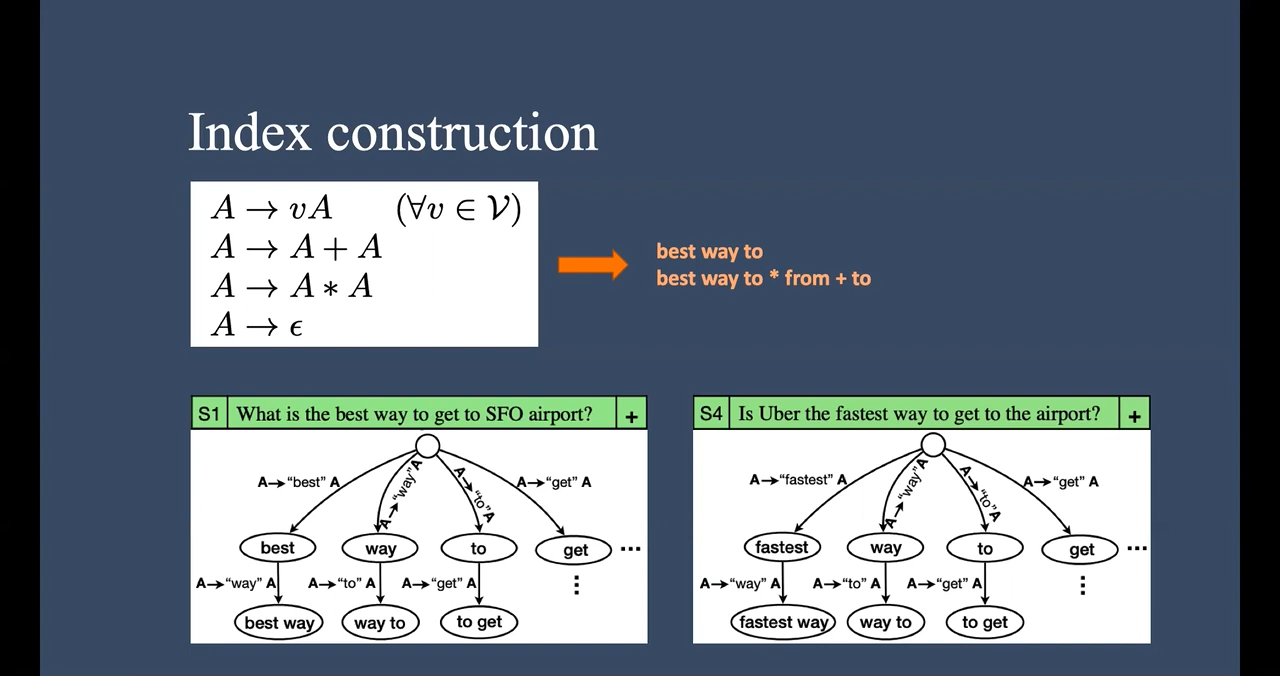 Index construction
A → vA (∀v ∈ 𝒱)
A → A + A
A → A ∗ A
A → ϵ
best way to
best way to * from + to
S1 What is the best way to get to SFO airport? +
A→“best” A
A→“way” A
A→“to” A
A→“get” A
best way to get ...
A→“way” A A→“to” A A→“get” A ⋮
best way way to to get
S4 Is Uber the fastest way to get to the airport? +
A→“fastest” A
A→“way” A
A→“to” A
A→“get” A
fastest way to get ...
A→“way” A A→“to” A A→“get” A ⋮
fastest way way to to get